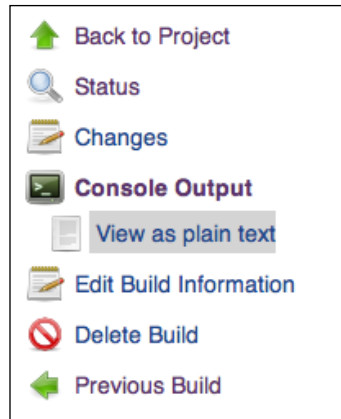 Back to Project
Status
Changes
Console Output
View as plain text
Edit Build Information
Delete Build
Previous Build